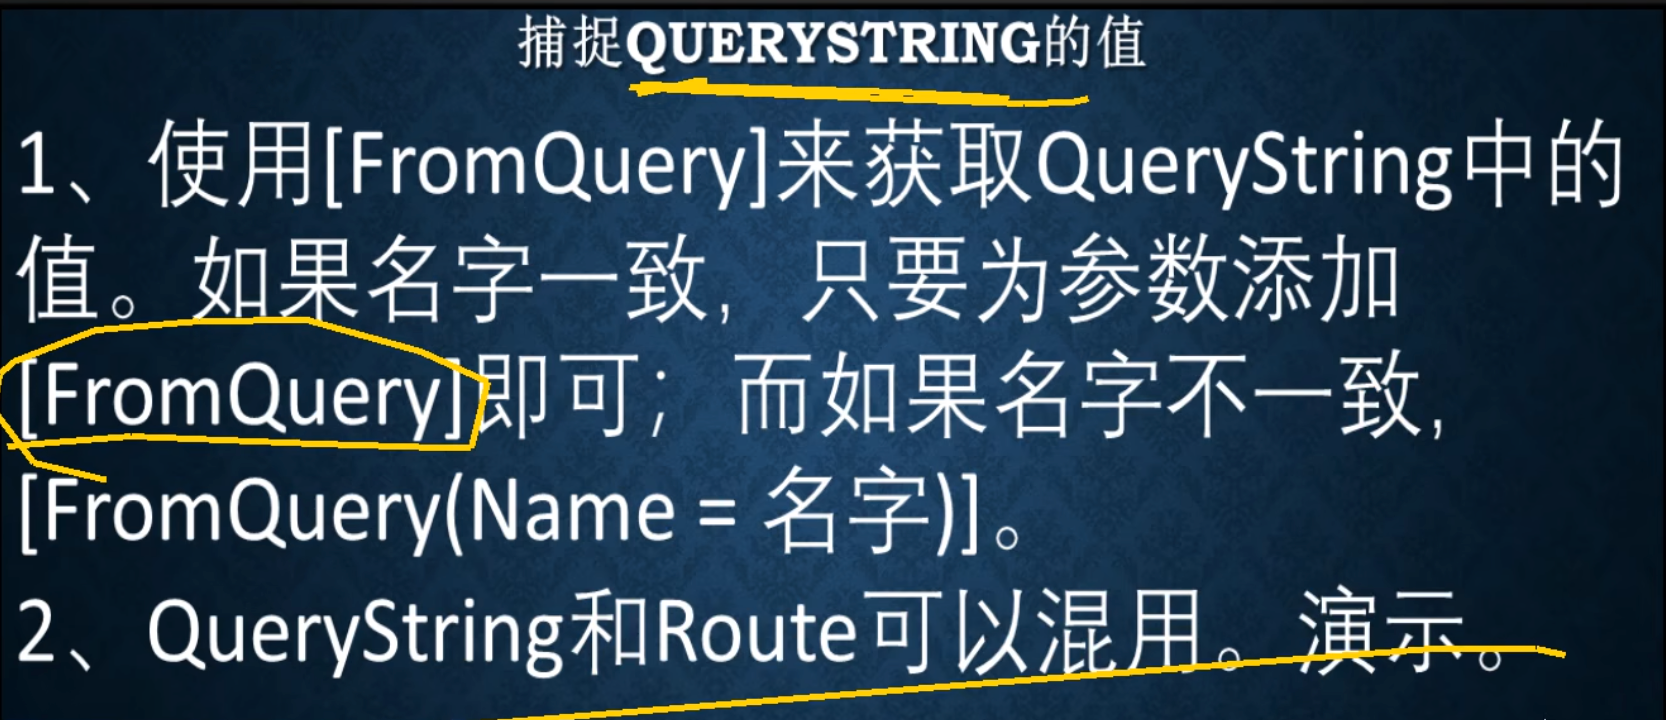 捕捉QUERYSTRING的值
1、使用[FromQuery]来获取QueryString中的
值。如果名字一致，只要为参数添加
[FromQuery]即可；而如果名字不一致，
[FromQuery(Name = 名字)]。
2、QueryString和Route可以混用。演示。